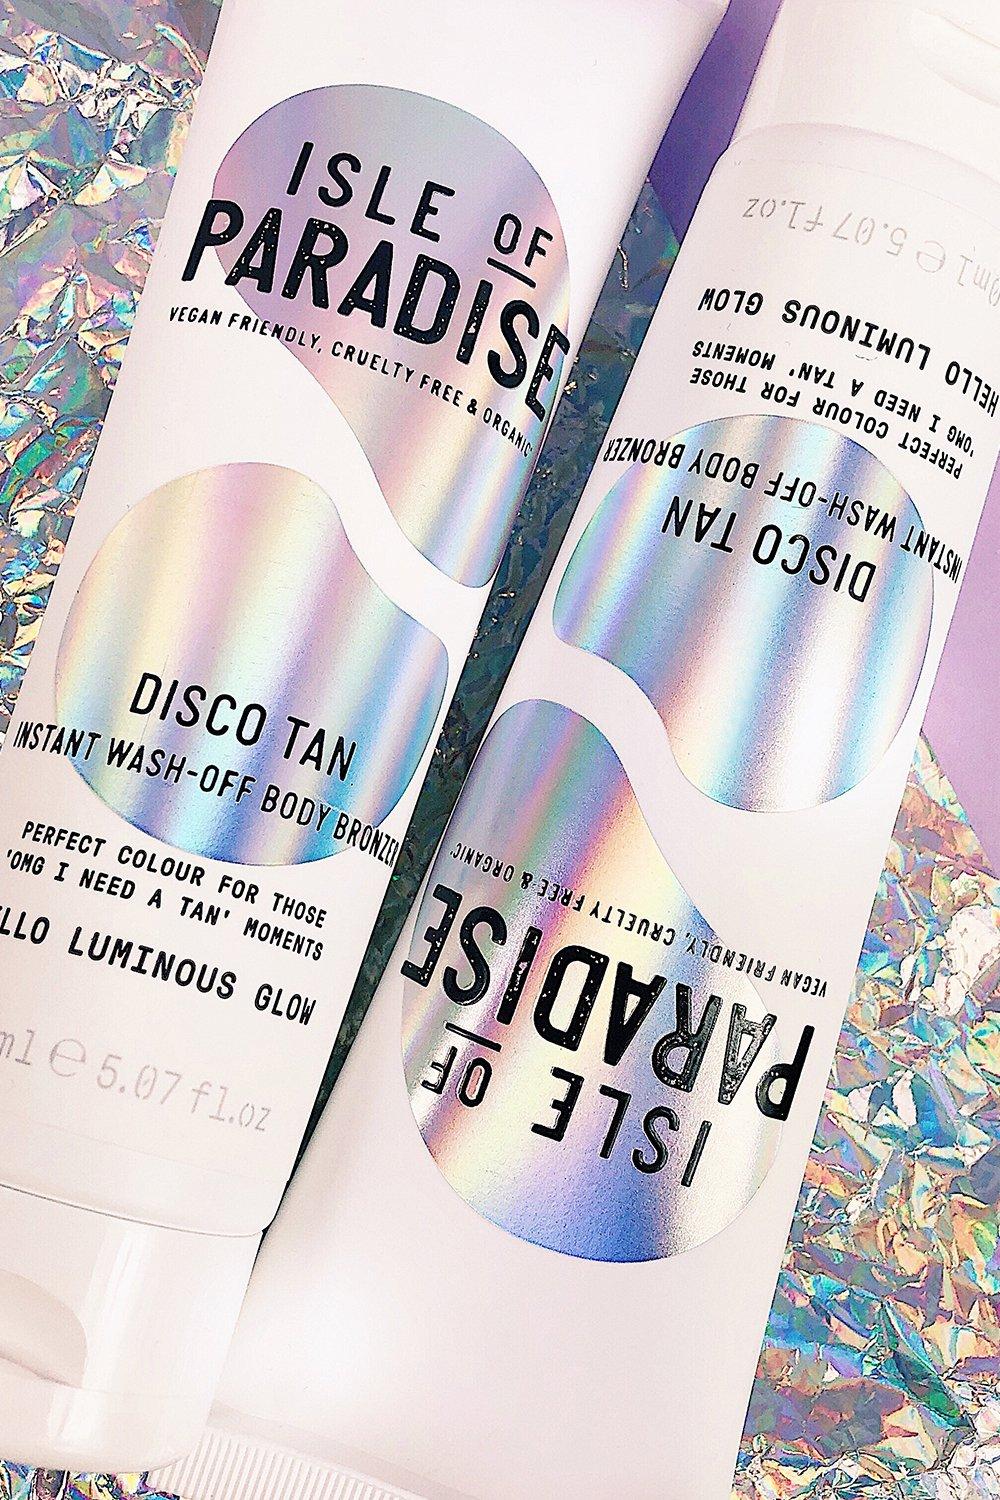 ISLE OF
PARADISE
VEGAN FRIENDLY, CRUELTY FREE & ORGANIC*
DISCO TAN
INSTANT WASH-OFF BODY BRONZER
PERFECT COLOUR FOR THOSE
'OMG I NEED A TAN' MOMENTS
LLO LUMINOUS GLOW
ml e 5.07 fl.oz
ISLE OF
PARADISE
VEGAN FRIENDLY, CRUELTY FREE & ORGANIC*
DISCO TAN
INSTANT WASH-OFF BODY BRONZER
PERFECT COLOUR FOR THOSE
'OMG I NEED A TAN' MOMENTS
HELLO LUMINOUS GLOW
0ml e 5.07 fl.oz